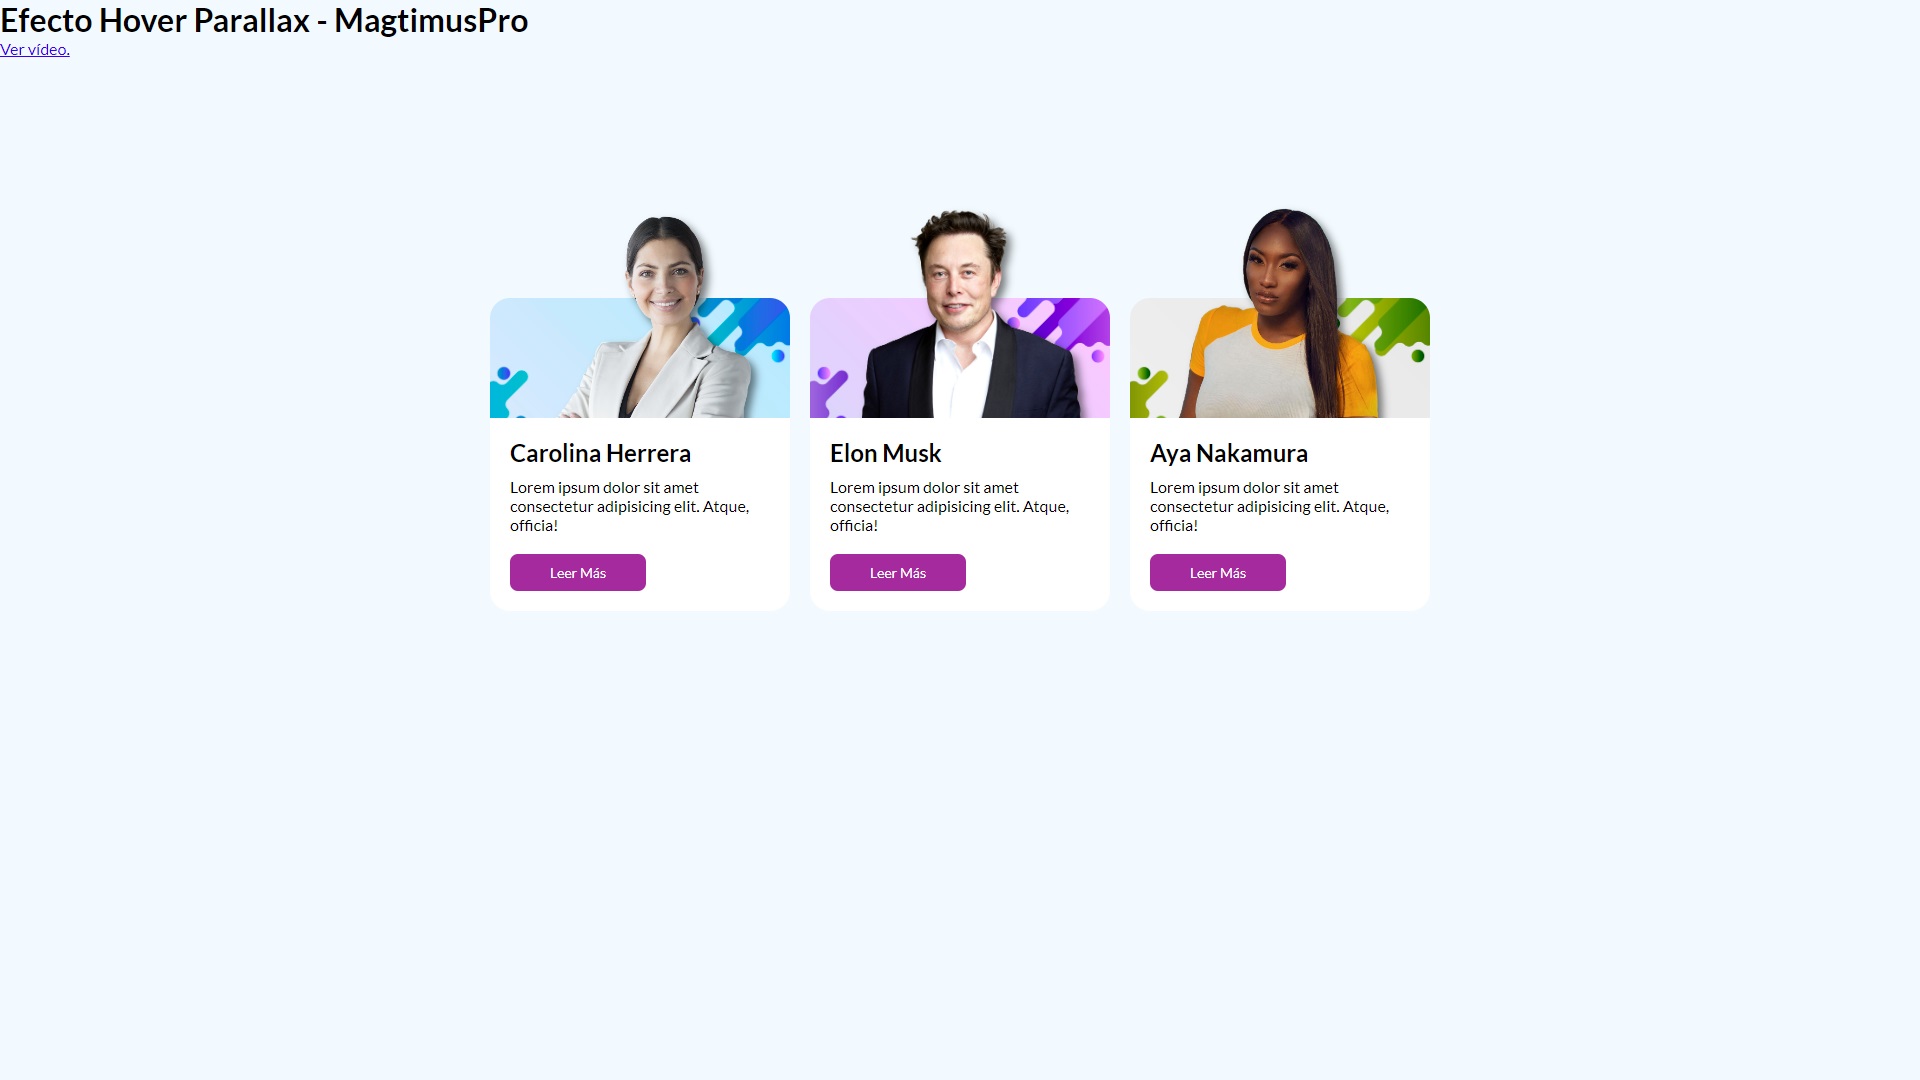 Efecto Hover Parallax - MagtimusPro
Ver vídeo.
Carolina Herrera
Lorem ipsum dolor sit amet
consectetur adipisicing elit. Atque,
officia!
Leer Más
Elon Musk
Lorem ipsum dolor sit amet
consectetur adipisicing elit. Atque,
officia!
Leer Más
Aya Nakamura
Lorem ipsum dolor sit amet
consectetur adipisicing elit. Atque,
officia!
Leer Más